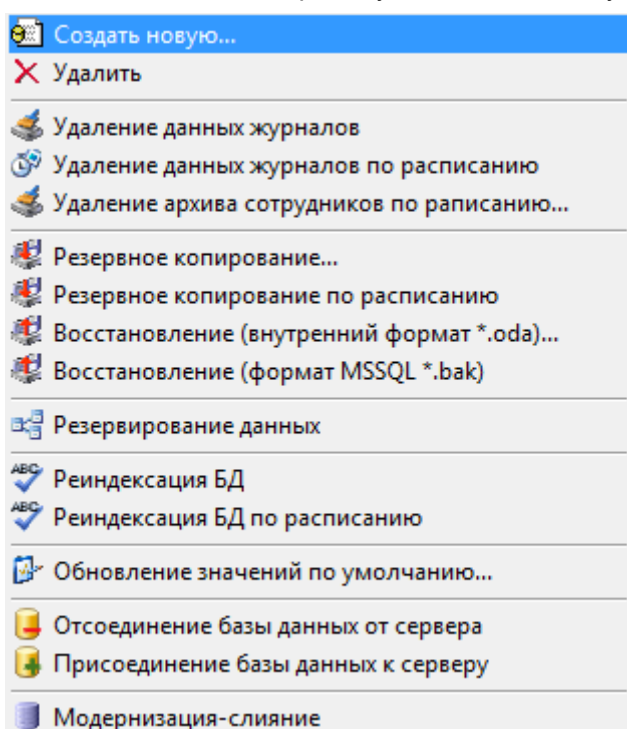 Создать новую...
Удалить
Удаление данных журналов
Удаление данных журналов по расписанию
Удаление архива сотрудников по раписанию...
Резервное копирование...
Резервное копирование по расписанию
Восстановление (внутренний формат *.oda)...
Восстановление (формат MSSQL *.bak)
Резервирование данных
Реиндексация БД
Реиндексация БД по расписанию
Обновление значений по умолчанию...
Отсоединение базы данных от сервера
Присоединение базы данных к серверу
Модернизация-слияние